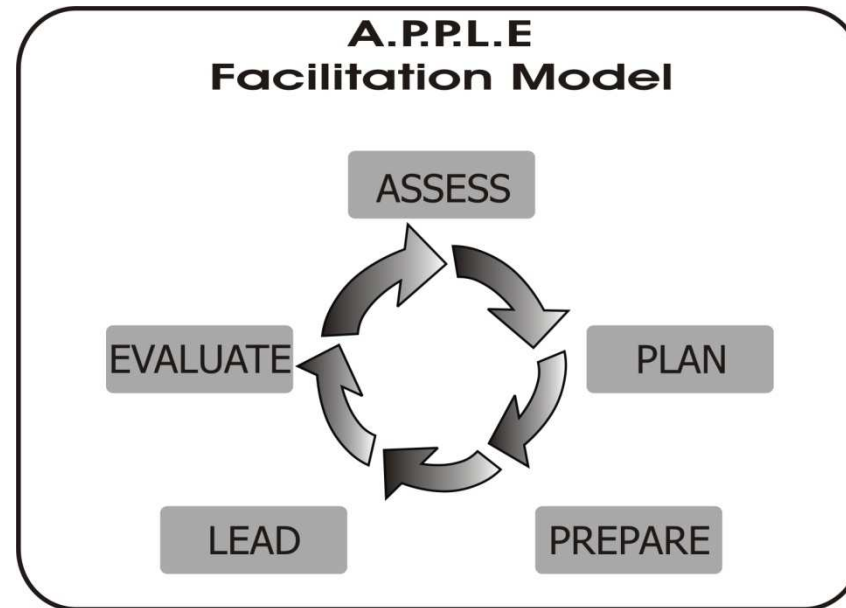 A.P.P.L.E
Facilitation Model
ASSESS
PLAN
PREPARE
LEAD
EVALUATE